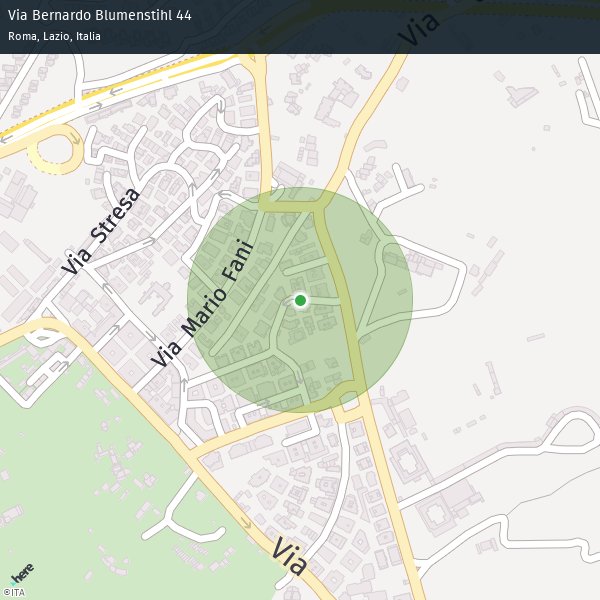 Via Bernardo Blumenstihl 44
Roma, Lazio, Italia
Via
Via Stresa
Via Mario Fani
Via
here
©ITA